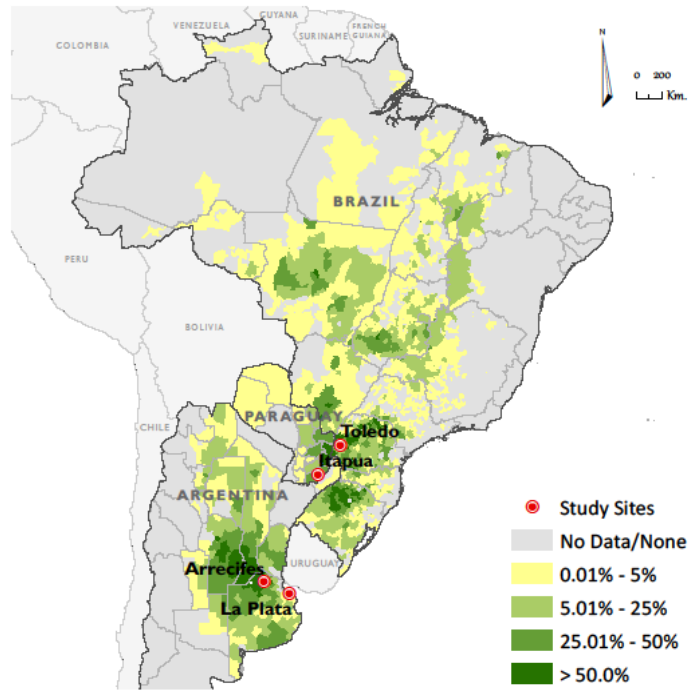 GUYANA
VENEZUELA
FRENCH
GUIANA
SURINAME
COLOMBIA
N
0 200
Km.
BRAZIL
PERU
BOLIVIA
PARAGUAY
CHILE
Toledo
Itapua
ARGENTINA
Study Sites
No Data/None
URUGUAY
Arrecifes
0.01% - 5%
La Plata
5.01% - 25%
25.01% - 50%
> 50.0%